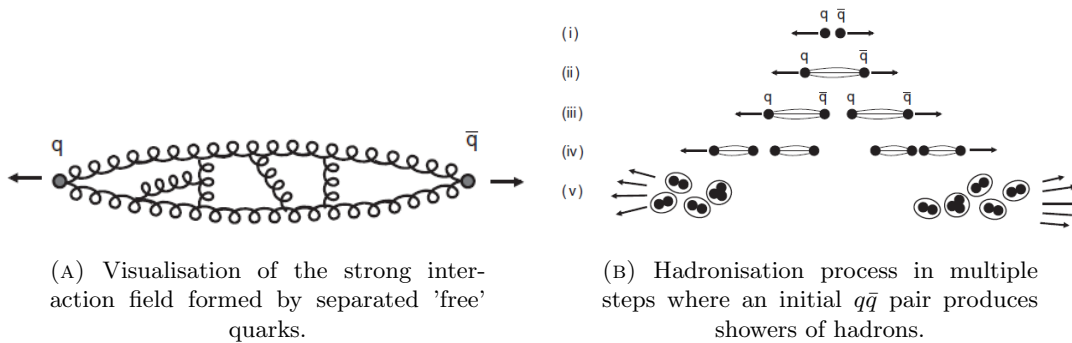 q
q̄
(A) Visualisation of the strong inter-
action field formed by separated 'free'
quarks.
(i)
q q̄
(ii)
q q̄
(iii)
q q̄ q q̄
(iv)
(v)
(B) Hadronisation process in multiple
steps where an initial qq̄ pair produces
showers of hadrons.